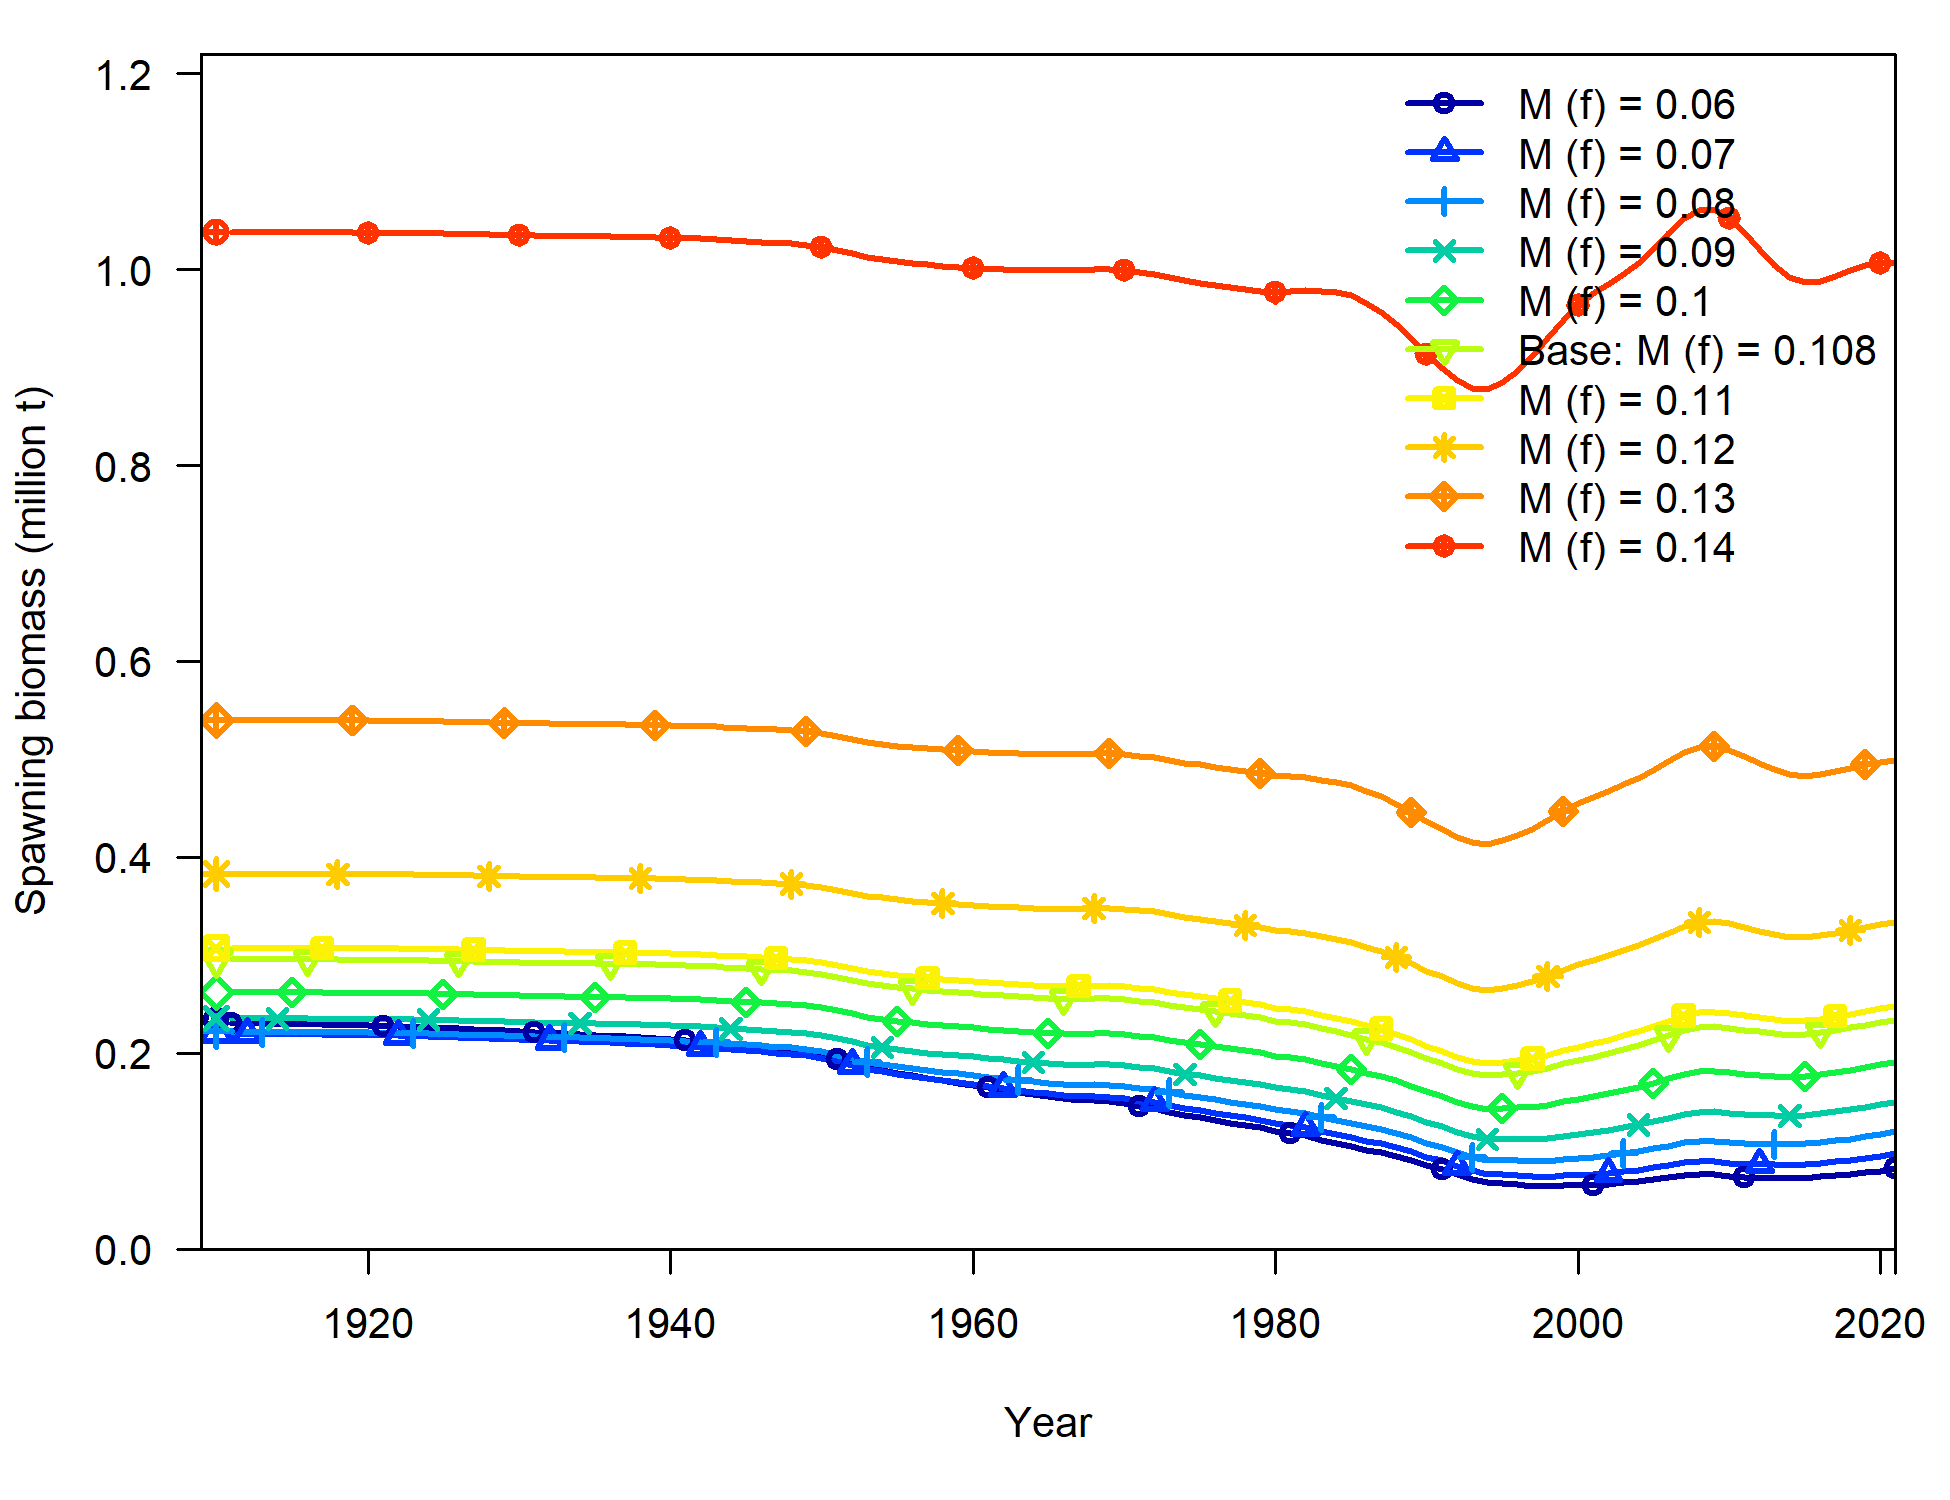 Spawning biomass (million t)
1.2
1.0
0.8
0.6
0.4
0.2
0.0
M (f) = 0.06
M (f) = 0.07
M (f) = 0.08
M (f) = 0.09
M (f) = 0.1
Base: M (f) = 0.108
M (f) = 0.11
M (f) = 0.12
M (f) = 0.13
M (f) = 0.14
1920 1940 1960 1980 2000 2020
Year